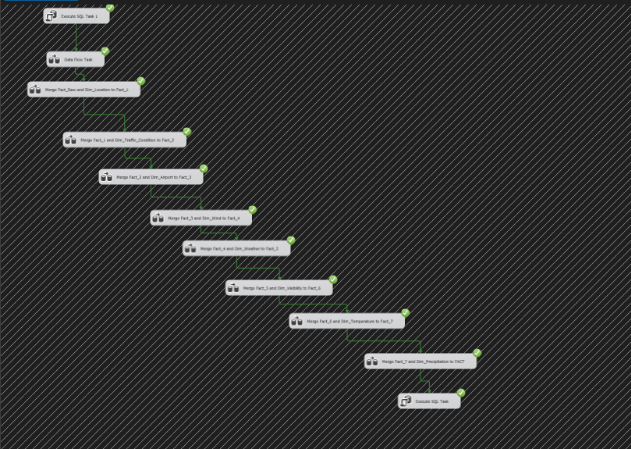 Execute SQL Task 1
Data Flow Task
Merge Fact_Raw and Dim_Location to Fact_1
Merge Fact_1 and Dim_Traffic_Condition to Fact_2
Merge Fact_2 and Dim_Airport to Fact_3
Merge Fact_3 and Dim_Wind to Fact_4
Merge Fact_4 and to Fact_5
Merge Fact_5 and Dim_Visibility to Fact_6
Merge Fact_6 and Dim_Temperature to Fact_7
Merge Fact_7 and Dim_Precipitation to FACT
Execute SQL Task